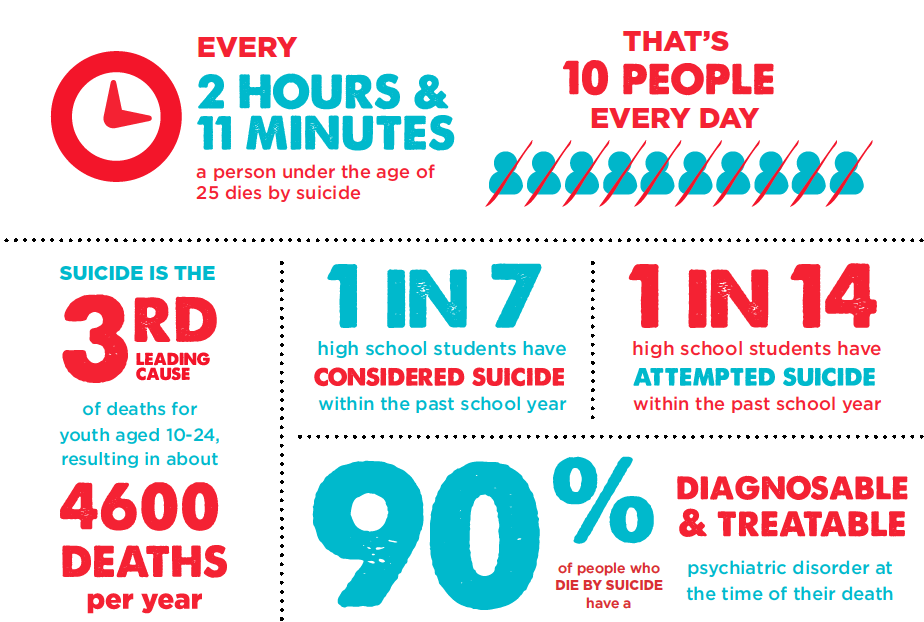 EVERY
2 HOURS &
11 MINUTES
a person under the age of
25 dies by suicide
THAT'S
10 PEOPLE
EVERY DAY
SUICIDE IS THE
3RD
LEADING
CAUSE
of deaths for
youth aged 10-24,
resulting in about
4600
DEATHS
per year
1 IN 7
high school students have
CONSIDERED SUICIDE
within the past school year
1 IN 14
high school students have
ATTEMPTED SUICIDE
within the past school year
90%
of people who
DIE BY SUICIDE
have a
DIAGNOSABLE
& TREATABLE
psychiatric disorder at
the time of their death